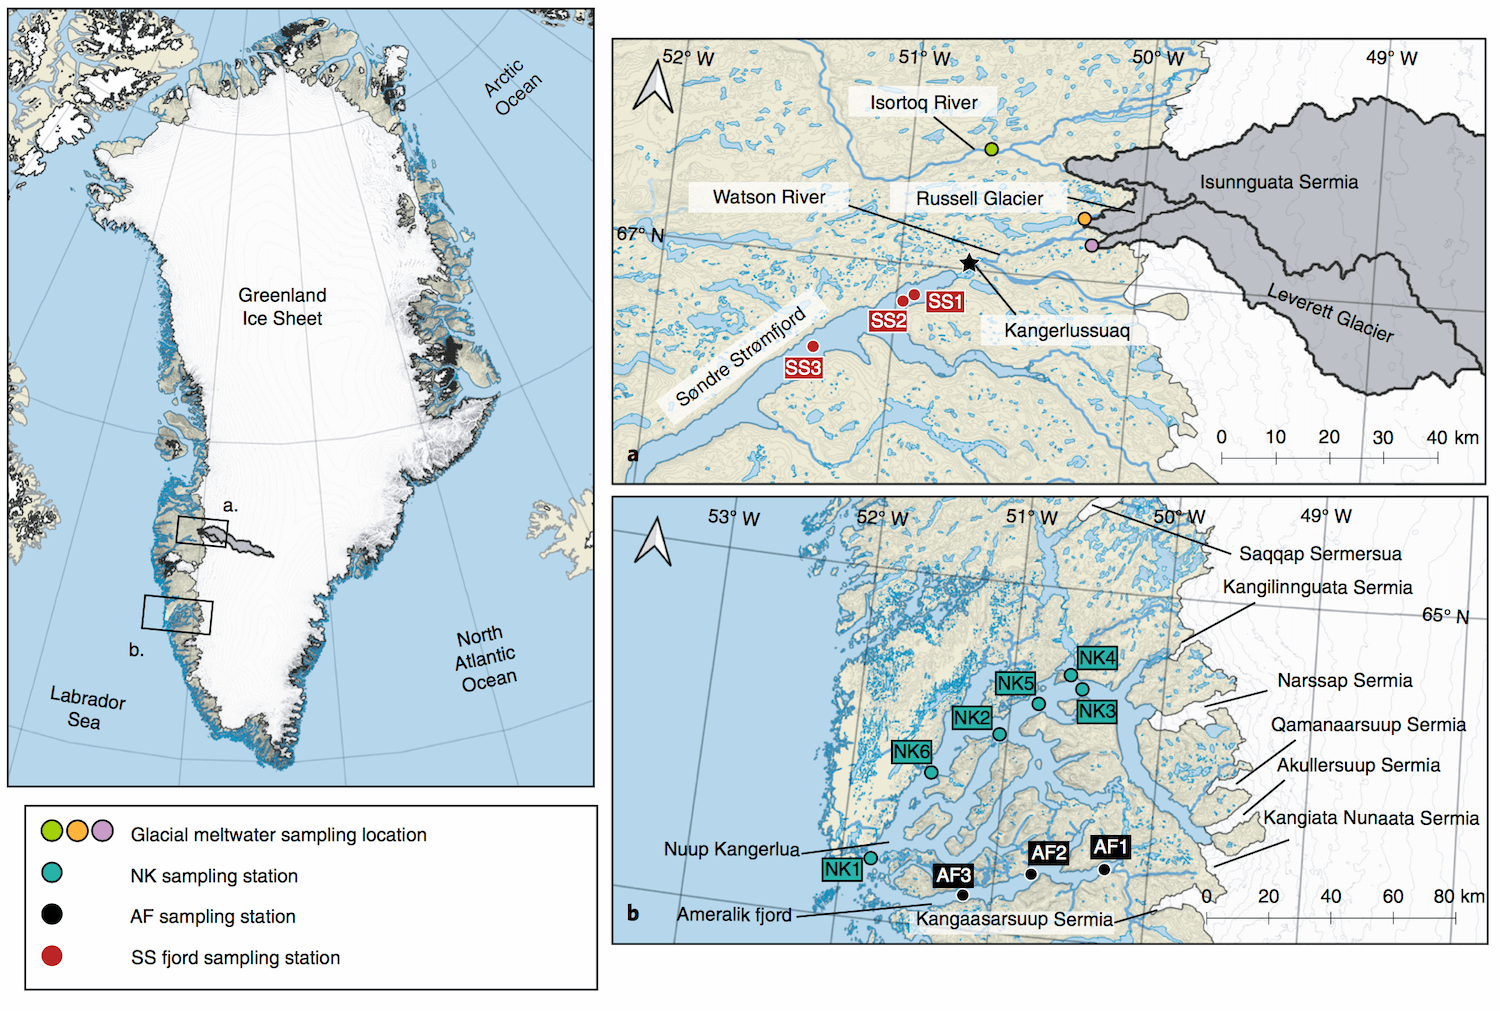 Arctic
Ocean
Greenland
Ice Sheet
a.
b.
Labrador
Sea
North
Atlantic
Ocean
Glacial meltwater sampling location
NK sampling station
AF sampling station
SS fjord sampling station
52° W
51° W
50° W
49° W
Isortoq River
Isunnguata Sermia
Watson River
Russell Glacier
67° N
SS1
SS2
Leverett Glacier
Kangerlussuaq
Søndre Strømfjord
SS3
0 10 20 30 40 km
a
53° W
52° W
51° W
50° W
49° W
Saqqap Sermersua
Kangilinnguata Sermia
65° N
NK4
NK5
Narssap Sermia
NK3
NK2
Qamanaarsuup Sermia
NK6
Akullersuup Sermia
Kangiata Nunaata Sermia
Nuup Kangerlua
AF1
AF2
NK1
AF3
0 20 40 60 80 km
b
Ameralik fjord
Kangaasarsuup Sermia